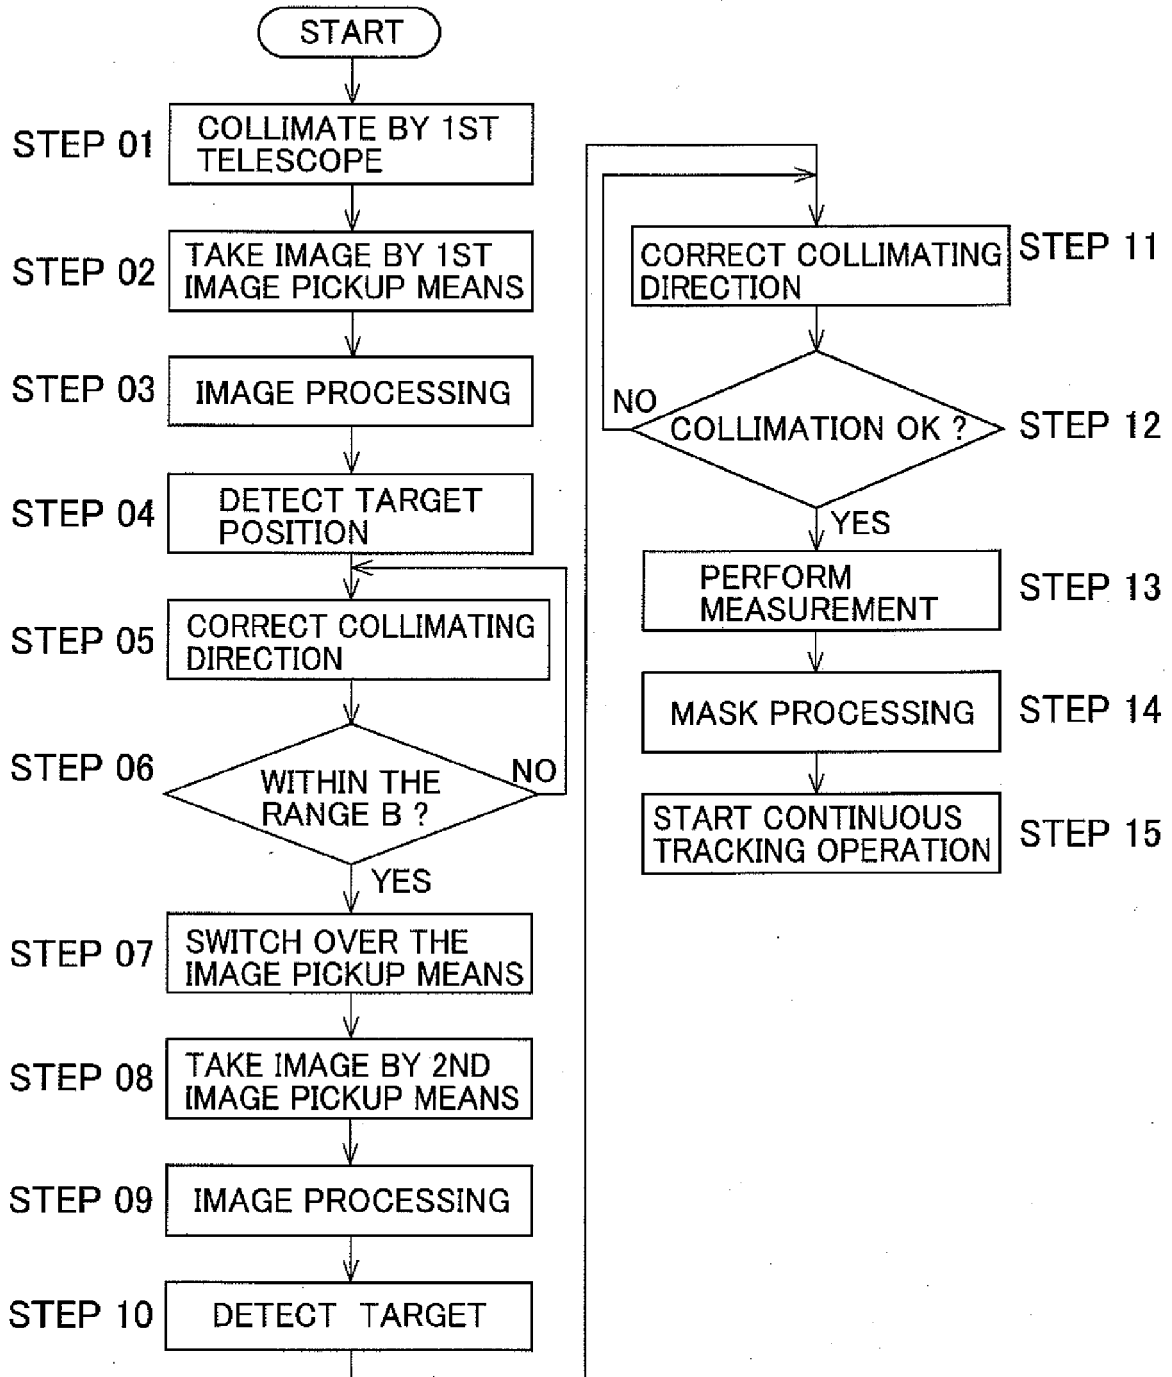 START
STEP 01
COLLIMATE BY 1ST
TELESCOPE
STEP 02
TAKE IMAGE BY 1ST
IMAGE PICKUP MEANS
STEP 03
IMAGE PROCESSING
STEP 04
DETECT TARGET
POSITION
STEP 05
CORRECT COLLIMATING
DIRECTION
STEP 06
WITHIN THE
RANGE B ?
NO
YES
STEP 07
SWITCH OVER THE
IMAGE PICKUP MEANS
STEP 08
TAKE IMAGE BY 2ND
IMAGE PICKUP MEANS
STEP 09
IMAGE PROCESSING
STEP 10
DETECT TARGET
CORRECT COLLIMATING
DIRECTION
STEP 11
NO
COLLIMATION OK ?
STEP 12
YES
PERFORM
MEASUREMENT
STEP 13
MASK PROCESSING
STEP 14
START CONTINUOUS
TRACKING OPERATION
STEP 15